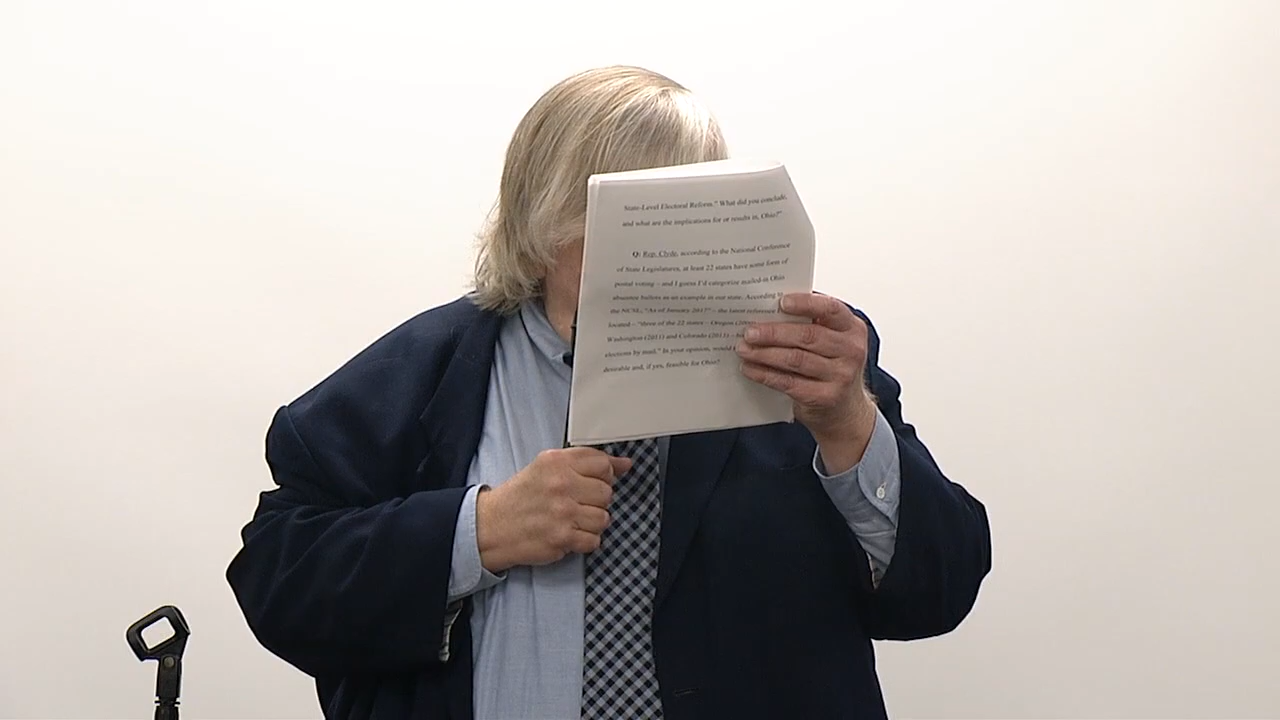 State-Level Electoral Reform." What did you conclude,
and what are the implications for or results in, Ohio?"
Q: Rep. Clyde, according to the National Conference
of State Legislatures, at least 22 states have some form of
postal voting – and I guess I'd categorize mailed-in Ohio
absentee ballots as an example in our state. According to
the NCSL, "As of January 2017" – the latest reference I
located – "three of the 22 states – Oregon
Washington (2011) and Colorado (2013) –
elections by mail." In your opinion, would
desirable and, if yes, feasible for Ohio?